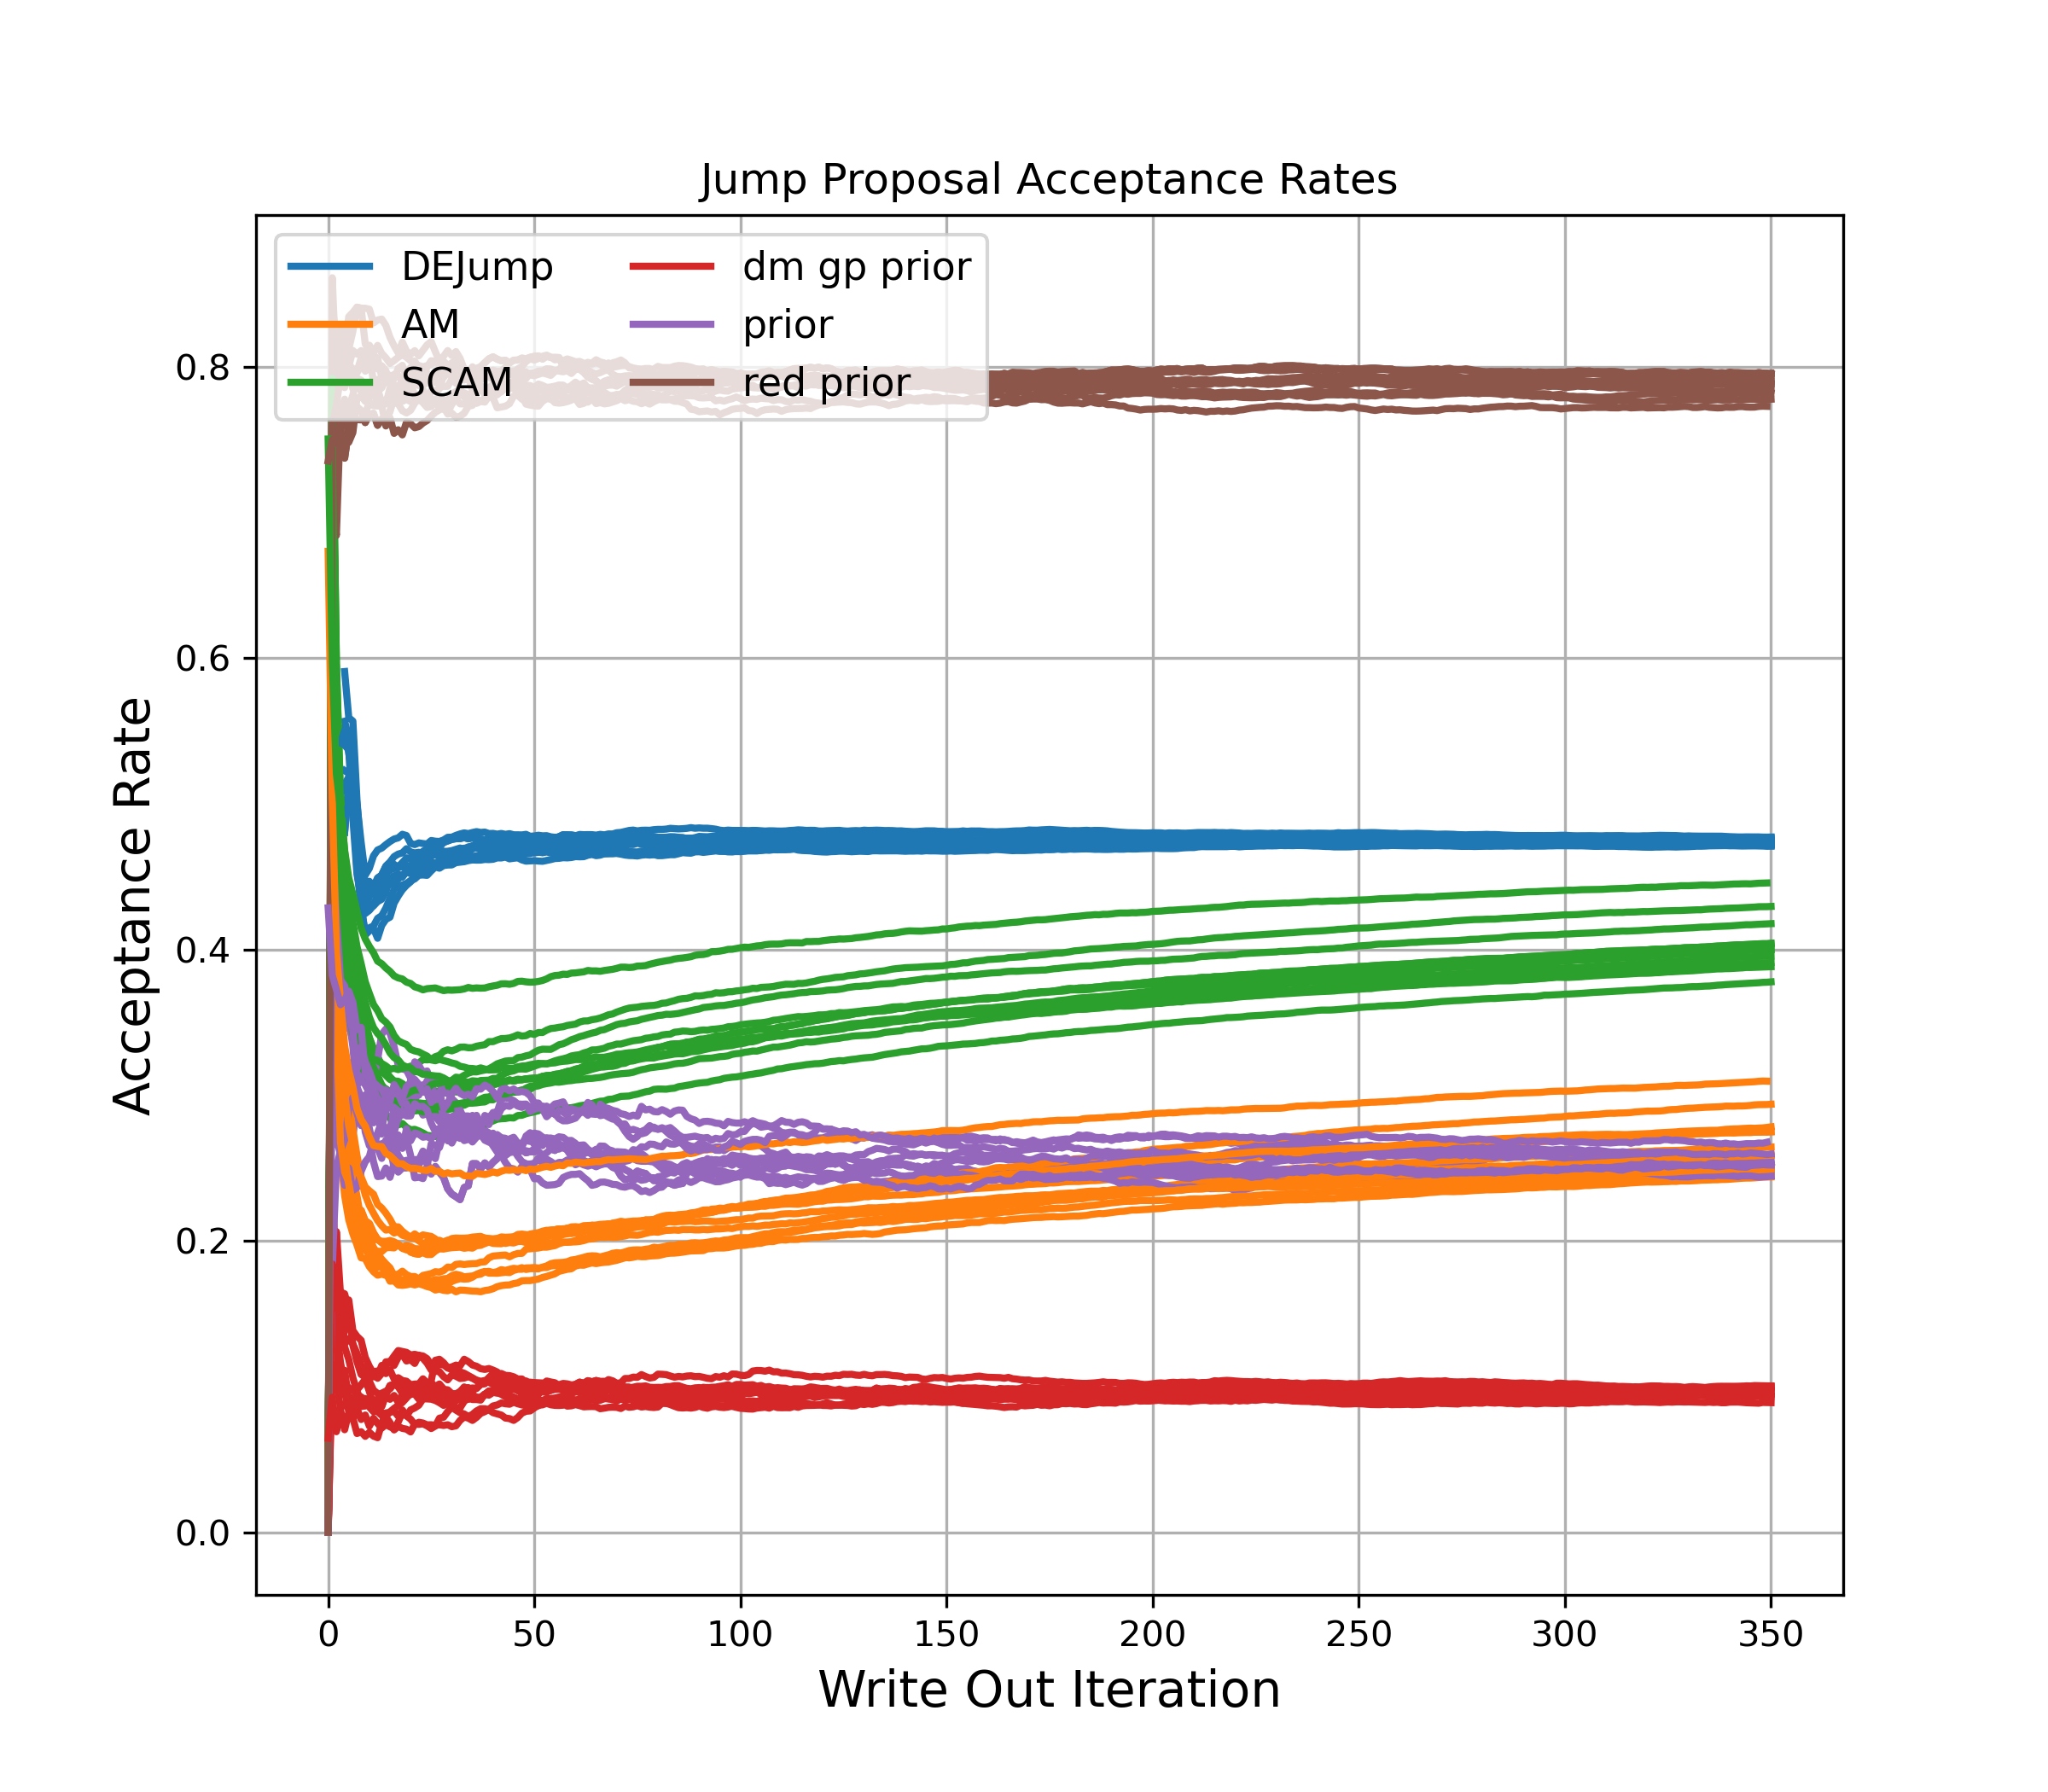 Jump Proposal Acceptance Rates
DEJump
AM
SCAM
dm gp prior
prior
red prior
Acceptance Rate
0.8
0.6
0.4
0.2
0.0
0 50 100 150 200 250 300 350
Write Out Iteration